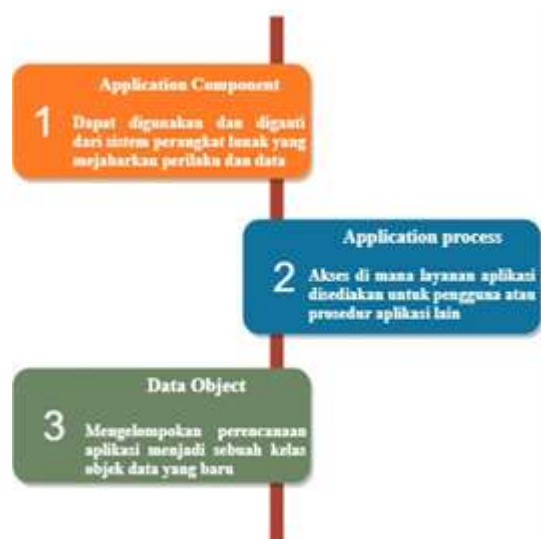 Application Component
1
Dapat digunakan dan diganti
dari sistem perangkat lunak yang
mejabarkan perilaku dan data
Application process
2
Akses di mana layanan aplikasi
disediakan untuk pengguna atau
prosedur aplikasi lain
Data Object
3
Mengelompokan perencanaan
aplikasi menjadi sebuah kelas
objek data yang baru